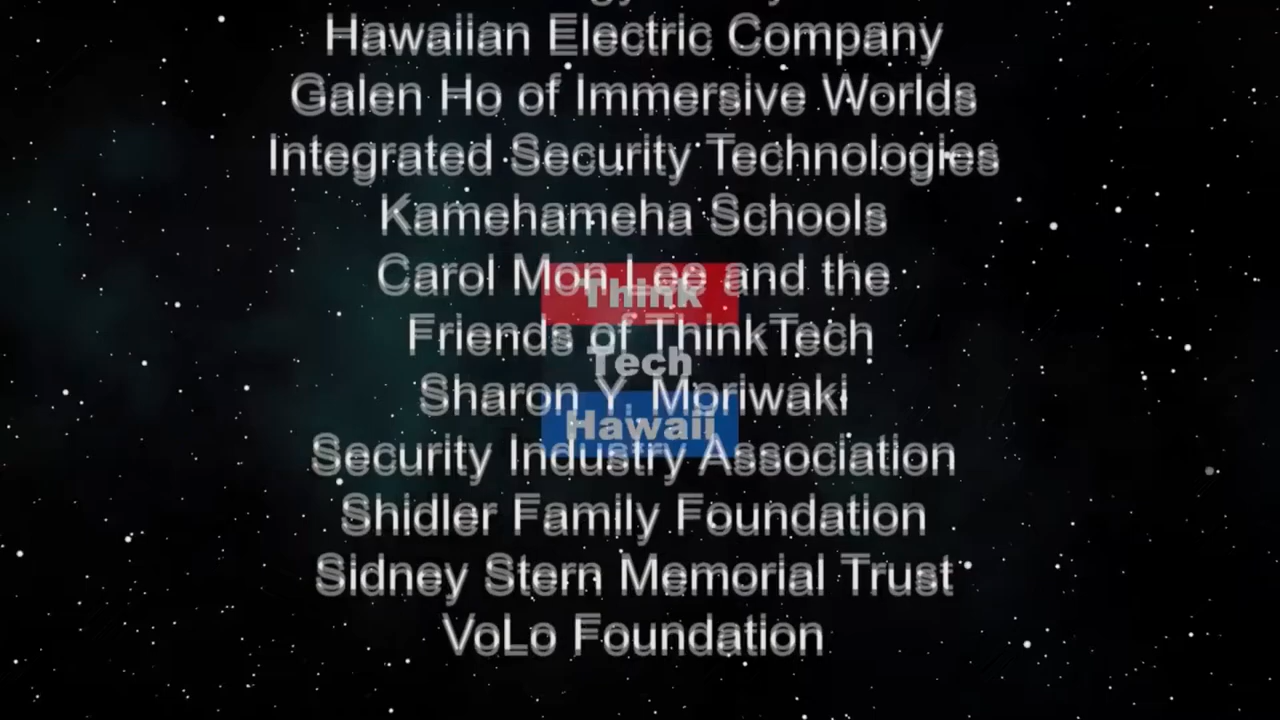 Hawaiian Electric Company
Galen Ho of Immersive Worlds
Integrated Security Technologies
Kamehameha Schools
Carol Mon Lee and the
Friends of ThinkTech
Sharon Y. Moriwaki
Security Industry Association
Shidler Family Foundation
Sidney Stern Memorial Trust
VoLo Foundation
Think
Tech
Hawaii